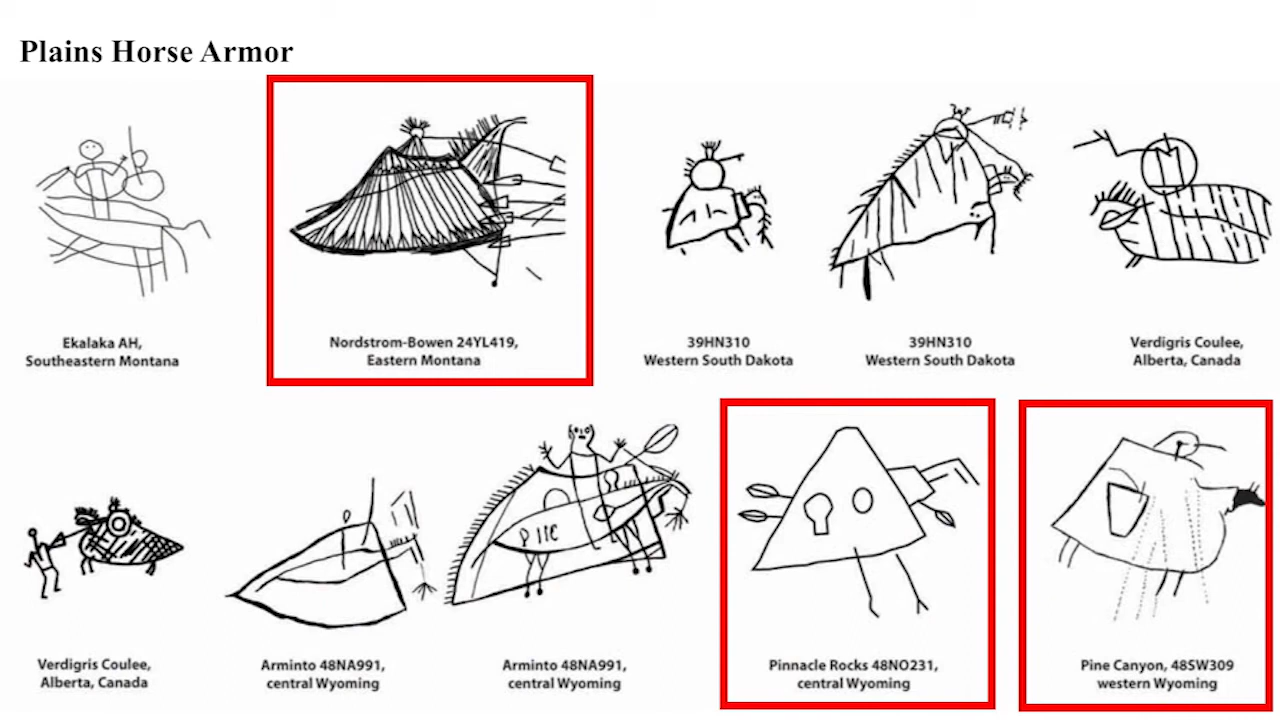 Plains Horse Armor
Ekalaka AH,
Southeastern Montana
Nordstrom-Bowen 24YL419,
Eastern Montana
39HN310
Western South Dakota
39HN310
Western South Dakota
Verdigris Coulee,
Alberta, Canada
Verdigris Coulee,
Alberta, Canada
Arminto 48NA991,
central Wyoming
Arminto 48NA991,
central Wyoming
Pinnacle Rocks 48NO231,
central Wyoming
Pine Canyon, 48SW309
western Wyoming